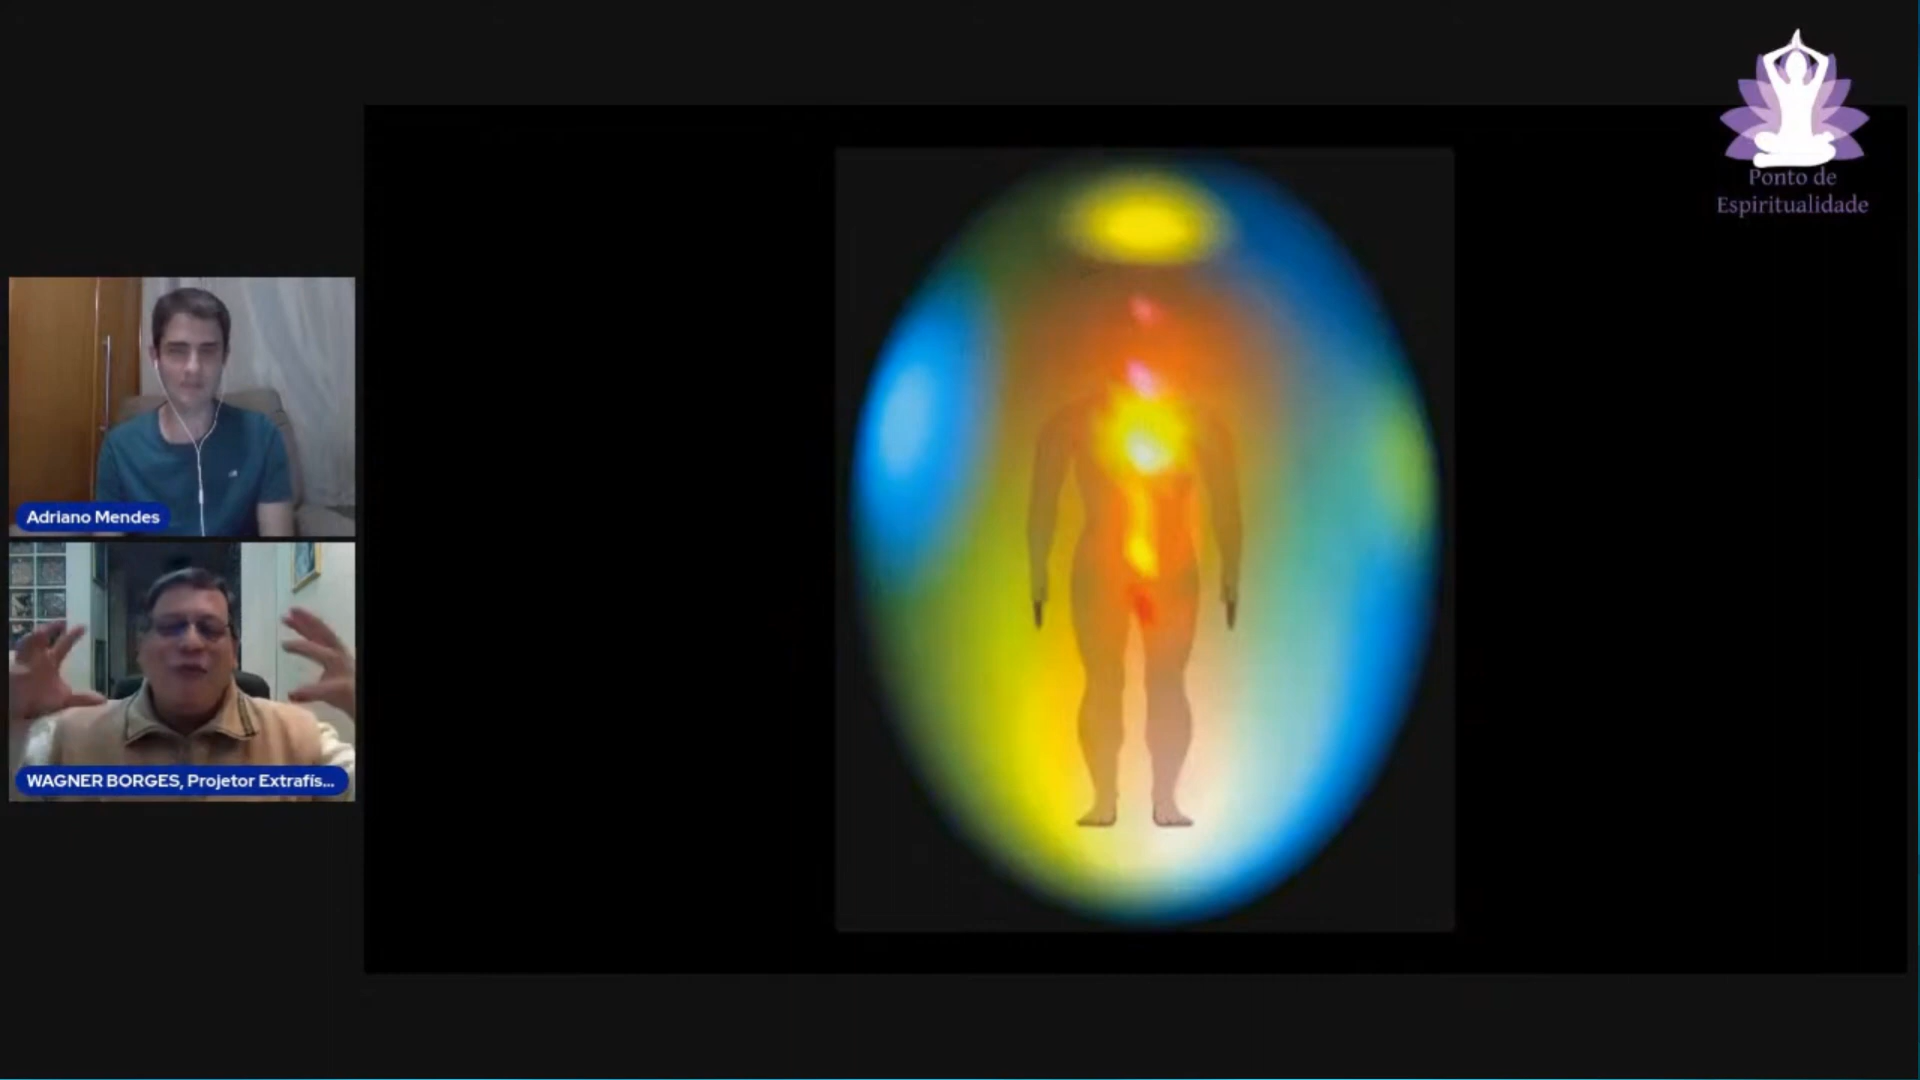 Ponto de
Espiritualidade
Adriano Mendes
WAGNER BORGES, Projetor Extrafís...